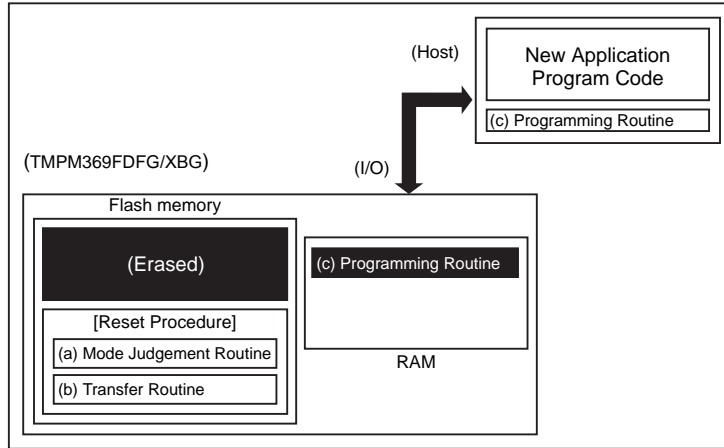 (Host)
New Application
Program Code
(c) Programming Routine
(TMPM369FDFG/XBG)
(I/O)
Flash memory
(Erased)
(c) Programming Routine
[Reset Procedure]
(a) Mode Judgement Routine
(b) Transfer Routine
RAM